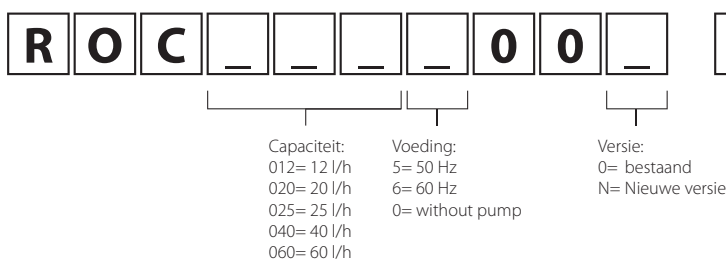 R O C _ _ _ _ 0 0 _
Capaciteit: Voeding: Versie:
012= 12 l/h 5= 50 Hz 0= bestaand
020= 20 l/h 6= 60 Hz N= Nieuwe versie
025= 25 l/h 0= without pump
040= 40 l/h
060= 60 l/h